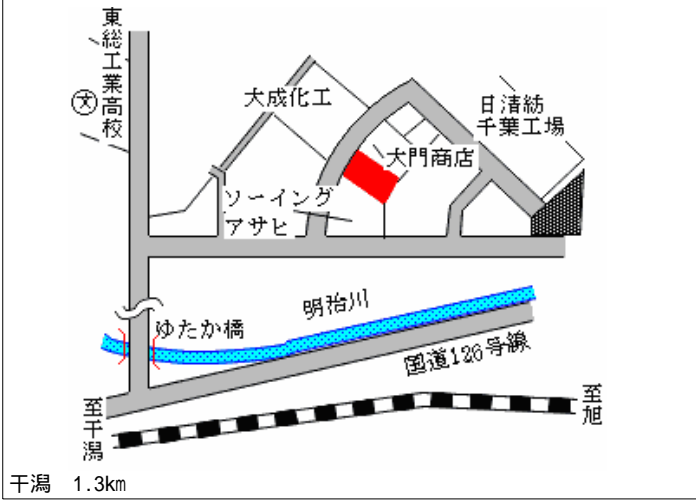 東総工業高校
文
大成化工
日清紡
千葉工場
大門商店
ソーイング
アサヒ
明治川
ゆたか橋
国道126号線
至干潟
至旭
干潟 1.3km